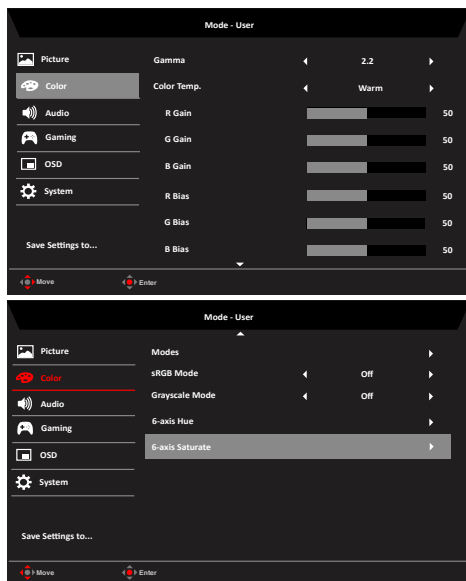 Mode - User
Picture
Gamma 2.2
Color
Color Temp. Warm
Audio
R Gain 50
Gaming
G Gain 50
OSD
B Gain 50
System
R Bias 50
G Bias 50
Save Settings to...
B Bias 50
Move Enter
Mode - User
Picture
Modes
Color
sRGB Mode Off
Audio
Grayscale Mode Off
Gaming
6-axis Hue
OSD
6-axis Saturate
System
Save Settings to...
Move Enter